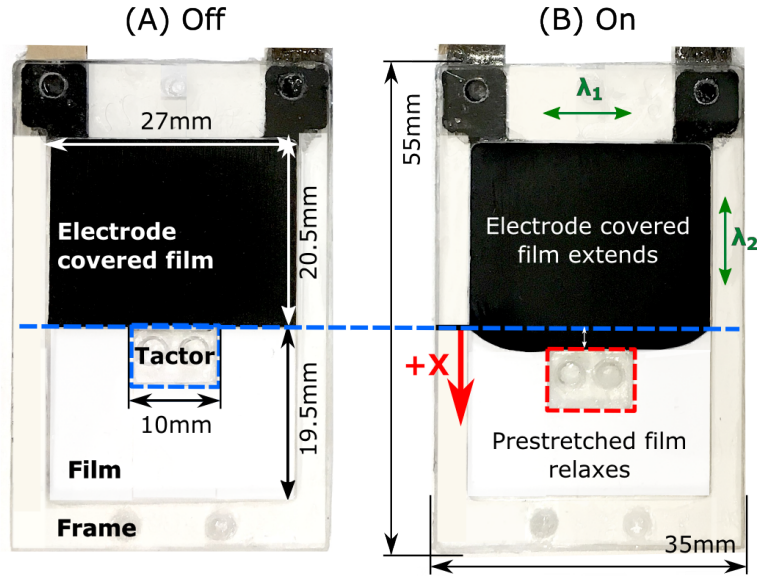 (A) Off
(B) On
27mm
λ₁
55mm
Electrode
covered film
20.5mm
Electrode covered
film extends
λ₂
Tactor
+X
10mm
19.5mm
Film
Prestretched film
relaxes
Frame
35mm